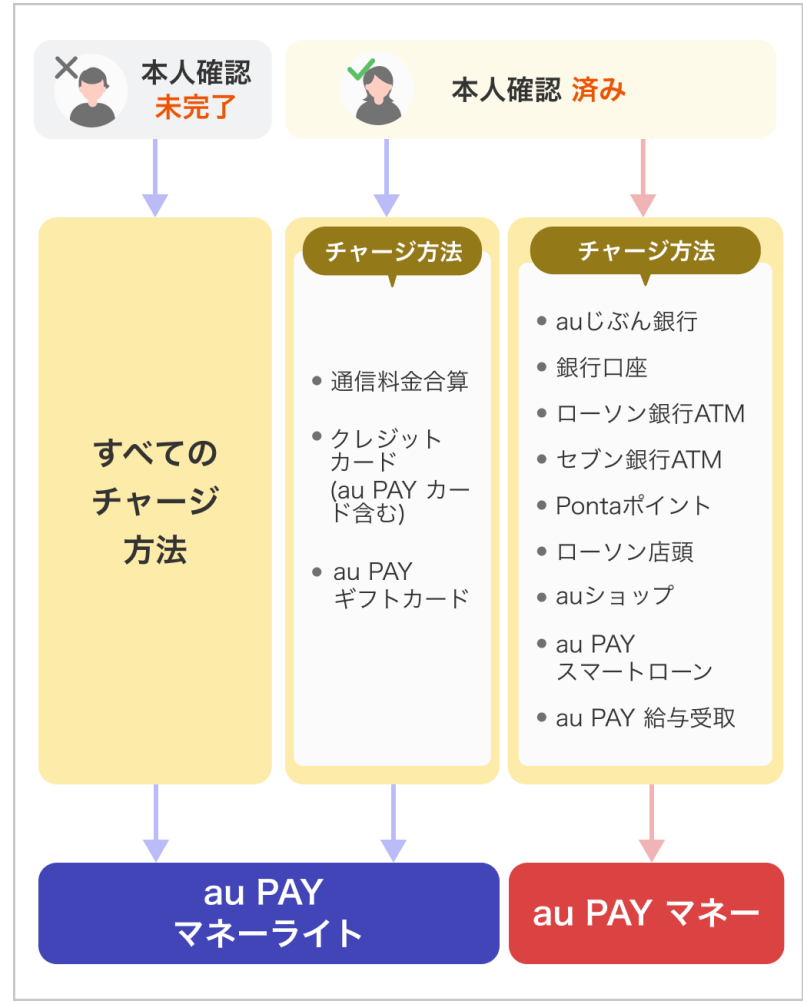 本人確認
未完了
本人確認 済み
すべての
チャージ
方法
チャージ方法
通信料金合算
クレジット
カード
(au PAY カー
ド含む)
au PAY
ギフトカード
チャージ方法
auじぶん銀行
銀行口座
ローソン銀行ATM
セブン銀行ATM
Pontaポイント
ローソン店頭
auショップ
au PAY
スマートローン
au PAY 給与受取
au PAY
マネーライト
au PAY マネー